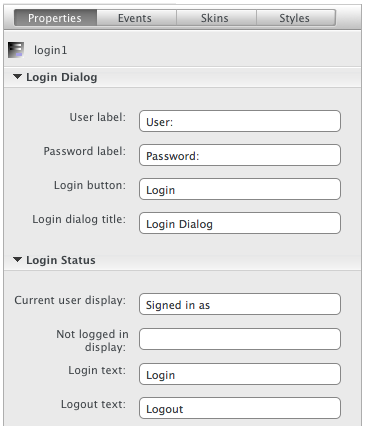 Properties Events Skins Styles
login1
Login Dialog
User label: User:
Password label: Password:
Login button: Login
Login dialog title: Login Dialog
Login Status
Current user display: Signed in as
Not logged in
display:
Login text: Login
Logout text: Logout